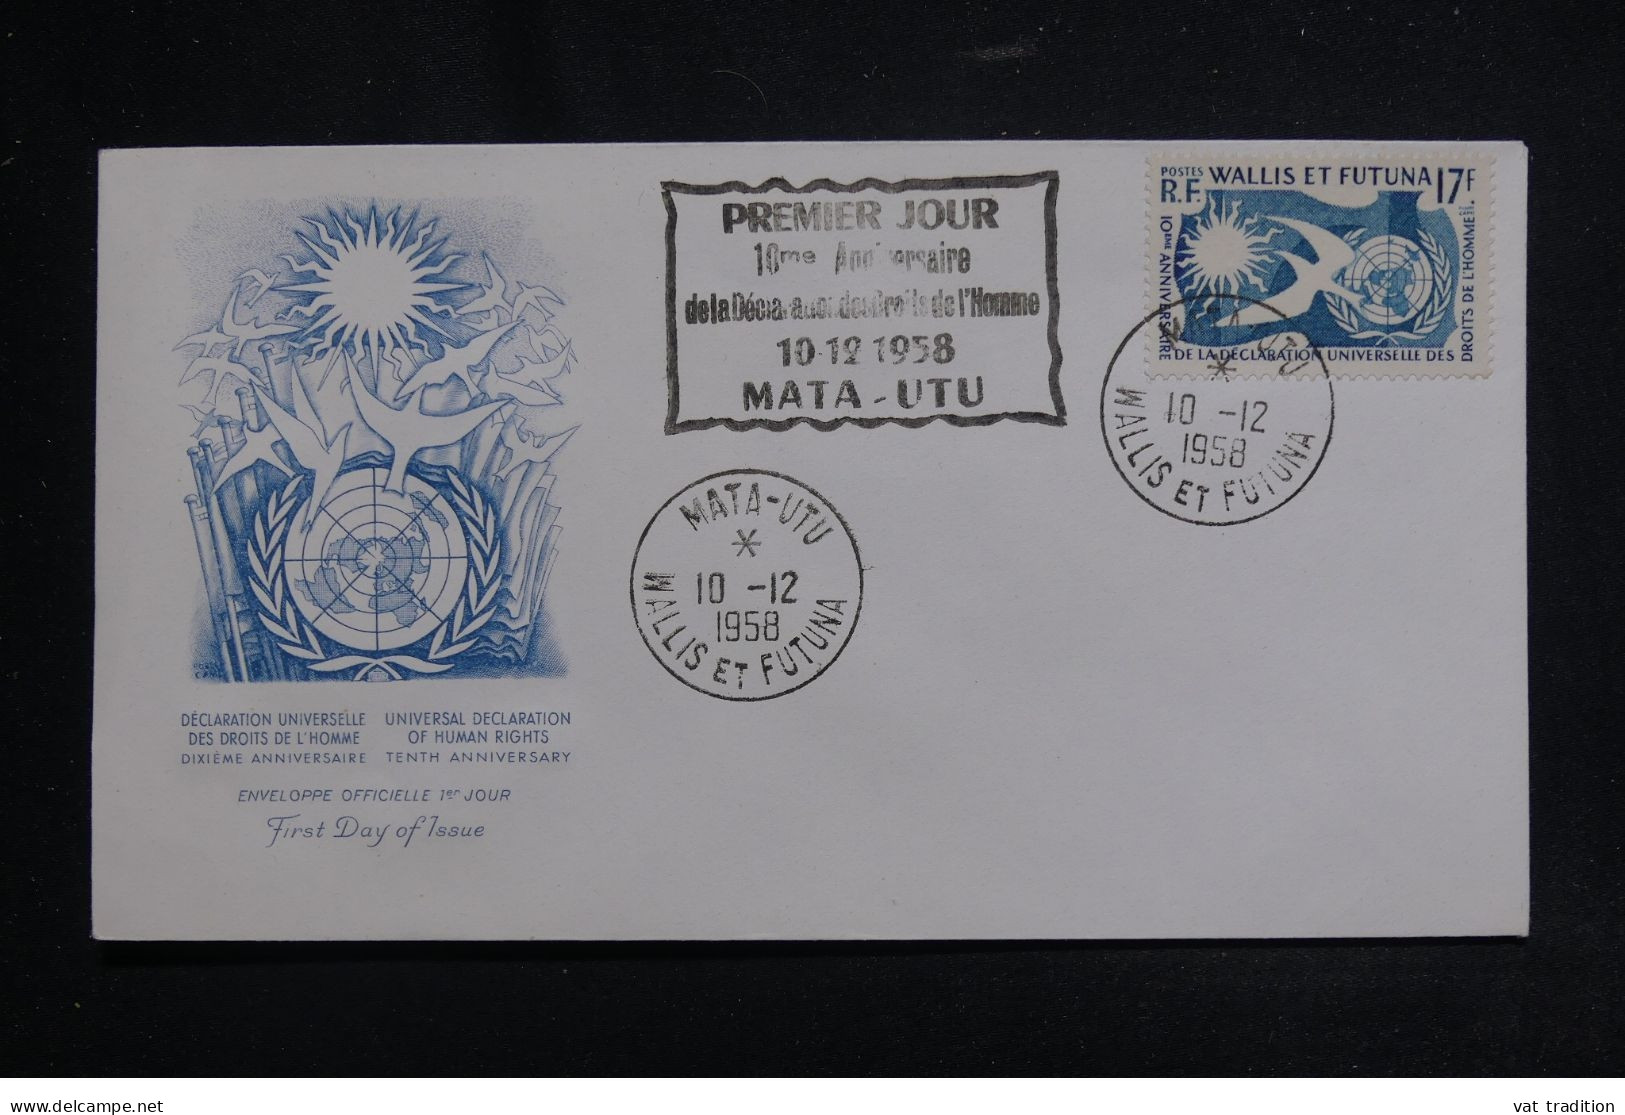 PREMIER JOUR
10me Anniversaire
de la Déclaration des Droits de l'Homme
10-12 1958
MATA-UTU
POSTES WALLIS ET FUTUNA 17F
R.F.
10EME ANNIVERSAIRE
DE LA DÉCLARATION UNIVERSELLE DES
DROITS DE L'HOMME
MATA-UTU
10 -12
1958
WALLIS ET FUTUNA
MATA-UTU
10 -12
1958
WALLIS ET FUTUNA
DÉCLARATION UNIVERSELLE
DES DROITS DE L'HOMME
DIXIÈME ANNIVERSAIRE
UNIVERSAL DECLARATION
OF HUMAN RIGHTS
TENTH ANNIVERSARY
ENVELOPPE OFFICIELLE 1er JOUR
First Day of Issue
delcampe.net
vat tradition